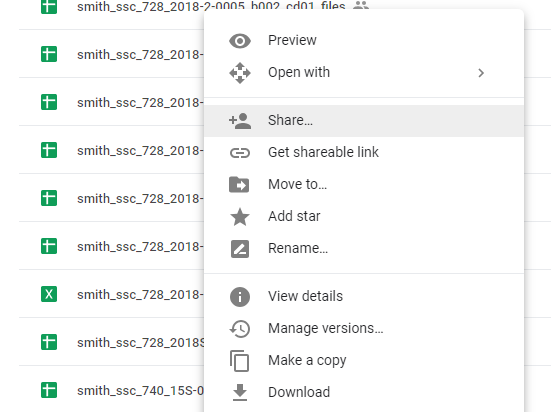 smith_ssc_728_2018-2-0005_b002_cd01_files
smith_ssc_728_2018-
smith_ssc_728_2018-
smith_ssc_728_2018-
smith_ssc_728_2018-
smith_ssc_728_2018-
smith_ssc_728_2018-
smith_ssc_728_2018S
smith_ssc_740_15S-0
Preview
Open with
Share…
Get shareable link
Move to…
Add star
Rename…
View details
Manage versions…
Make a copy
Download